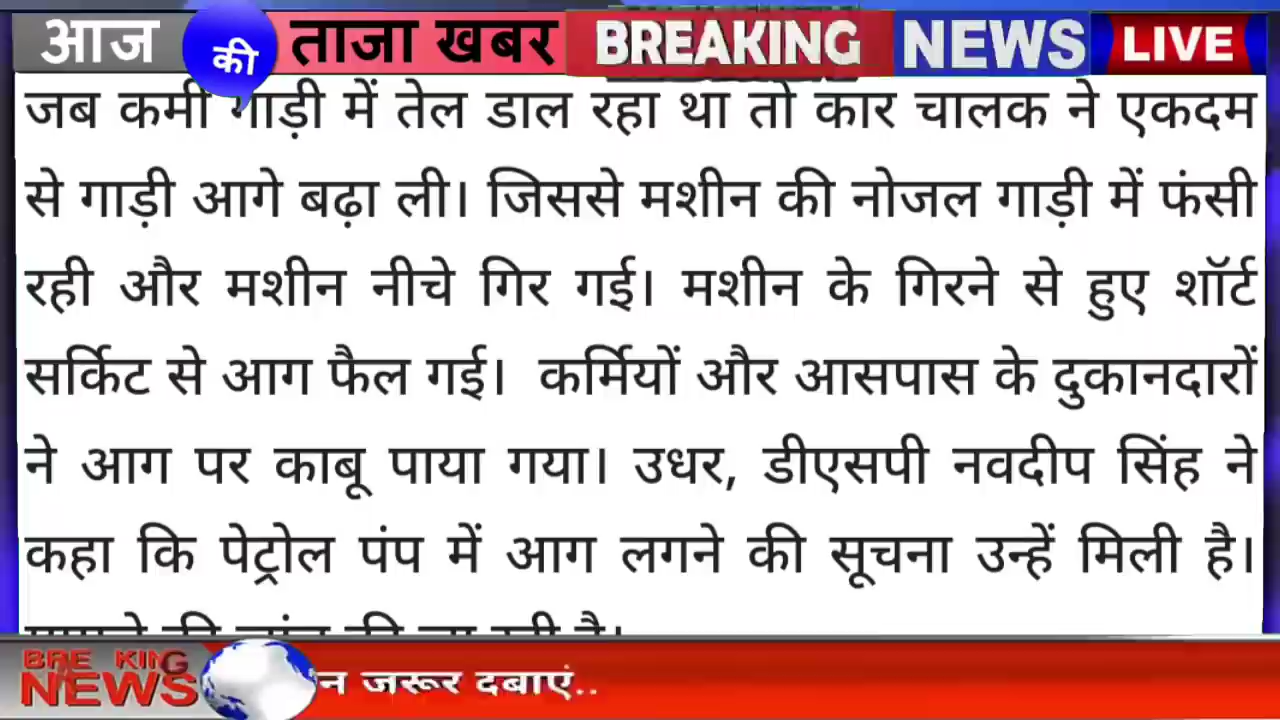 आज की ताजा खबर BREAKING NEWS LIVE
जब कर्मी गाड़ी में तेल डाल रहा था तो कार चालक ने एकदम
से गाड़ी आगे बढ़ा ली। जिससे मशीन की नोजल गाड़ी में फंसी
रही और मशीन नीचे गिर गई। मशीन के गिरने से हुए शॉर्ट
सर्किट से आग फैल गई। कर्मियों और आसपास के दुकानदारों
ने आग पर काबू पाया गया। उधर, डीएसपी नवदीप सिंह ने
कहा कि पेट्रोल पंप में आग लगने की सूचना उन्हें मिली है।
BREAKING
NEWS
जरूर दबाएं..